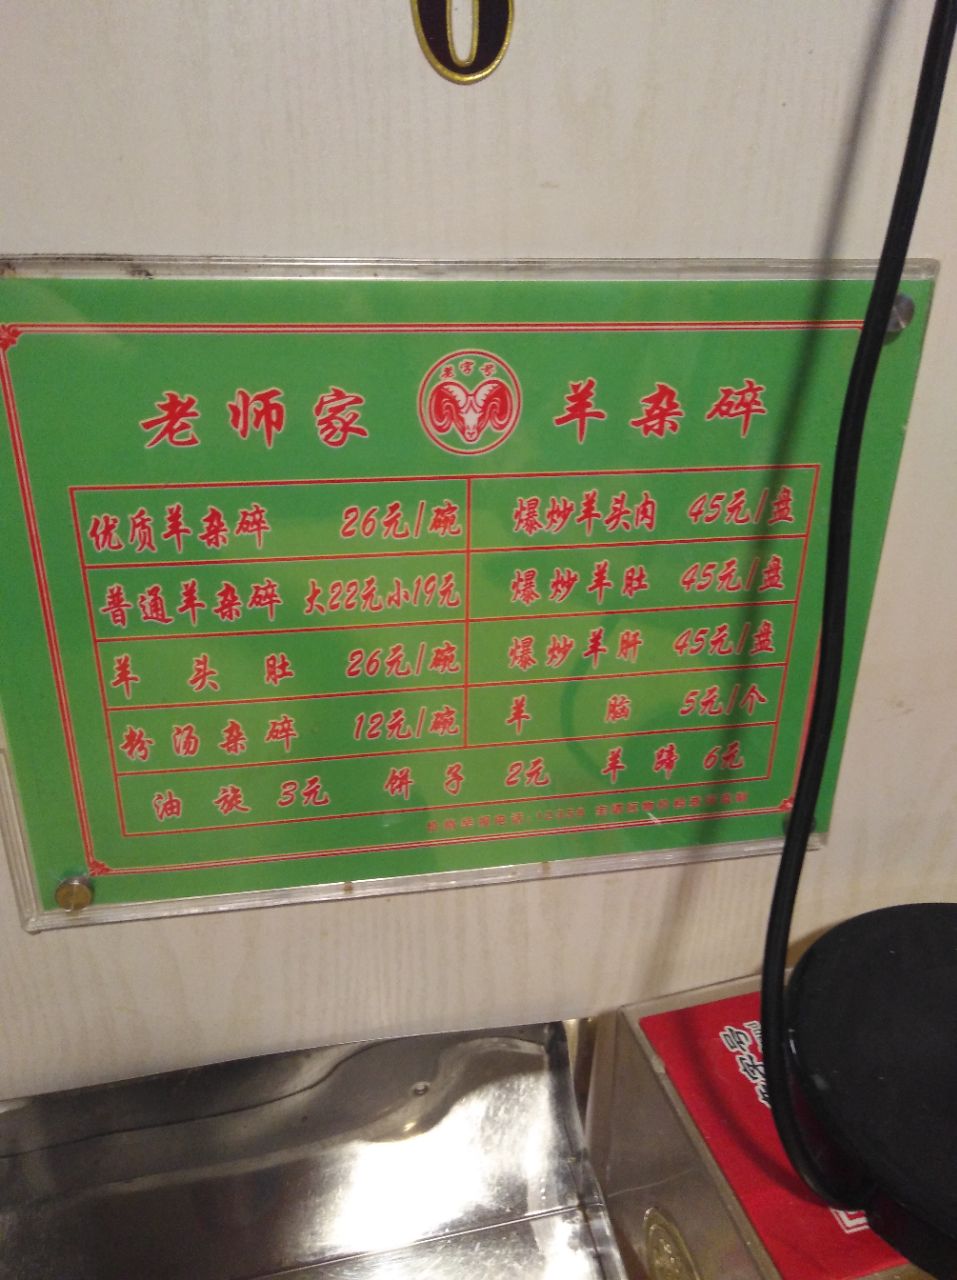 0
老师家 老字号 羊杂碎
优质羊杂碎 26元/碗 爆炒羊头肉 45元/盘
普通羊杂碎 大22元小19元 爆炒羊肚 45元/盘
羊头肚 26元/碗 爆炒羊肝 45元/盘
粉汤杂碎 12元/碗 羊脑 5元/个
油旋 3元 饼子 2元 羊蹄 6元